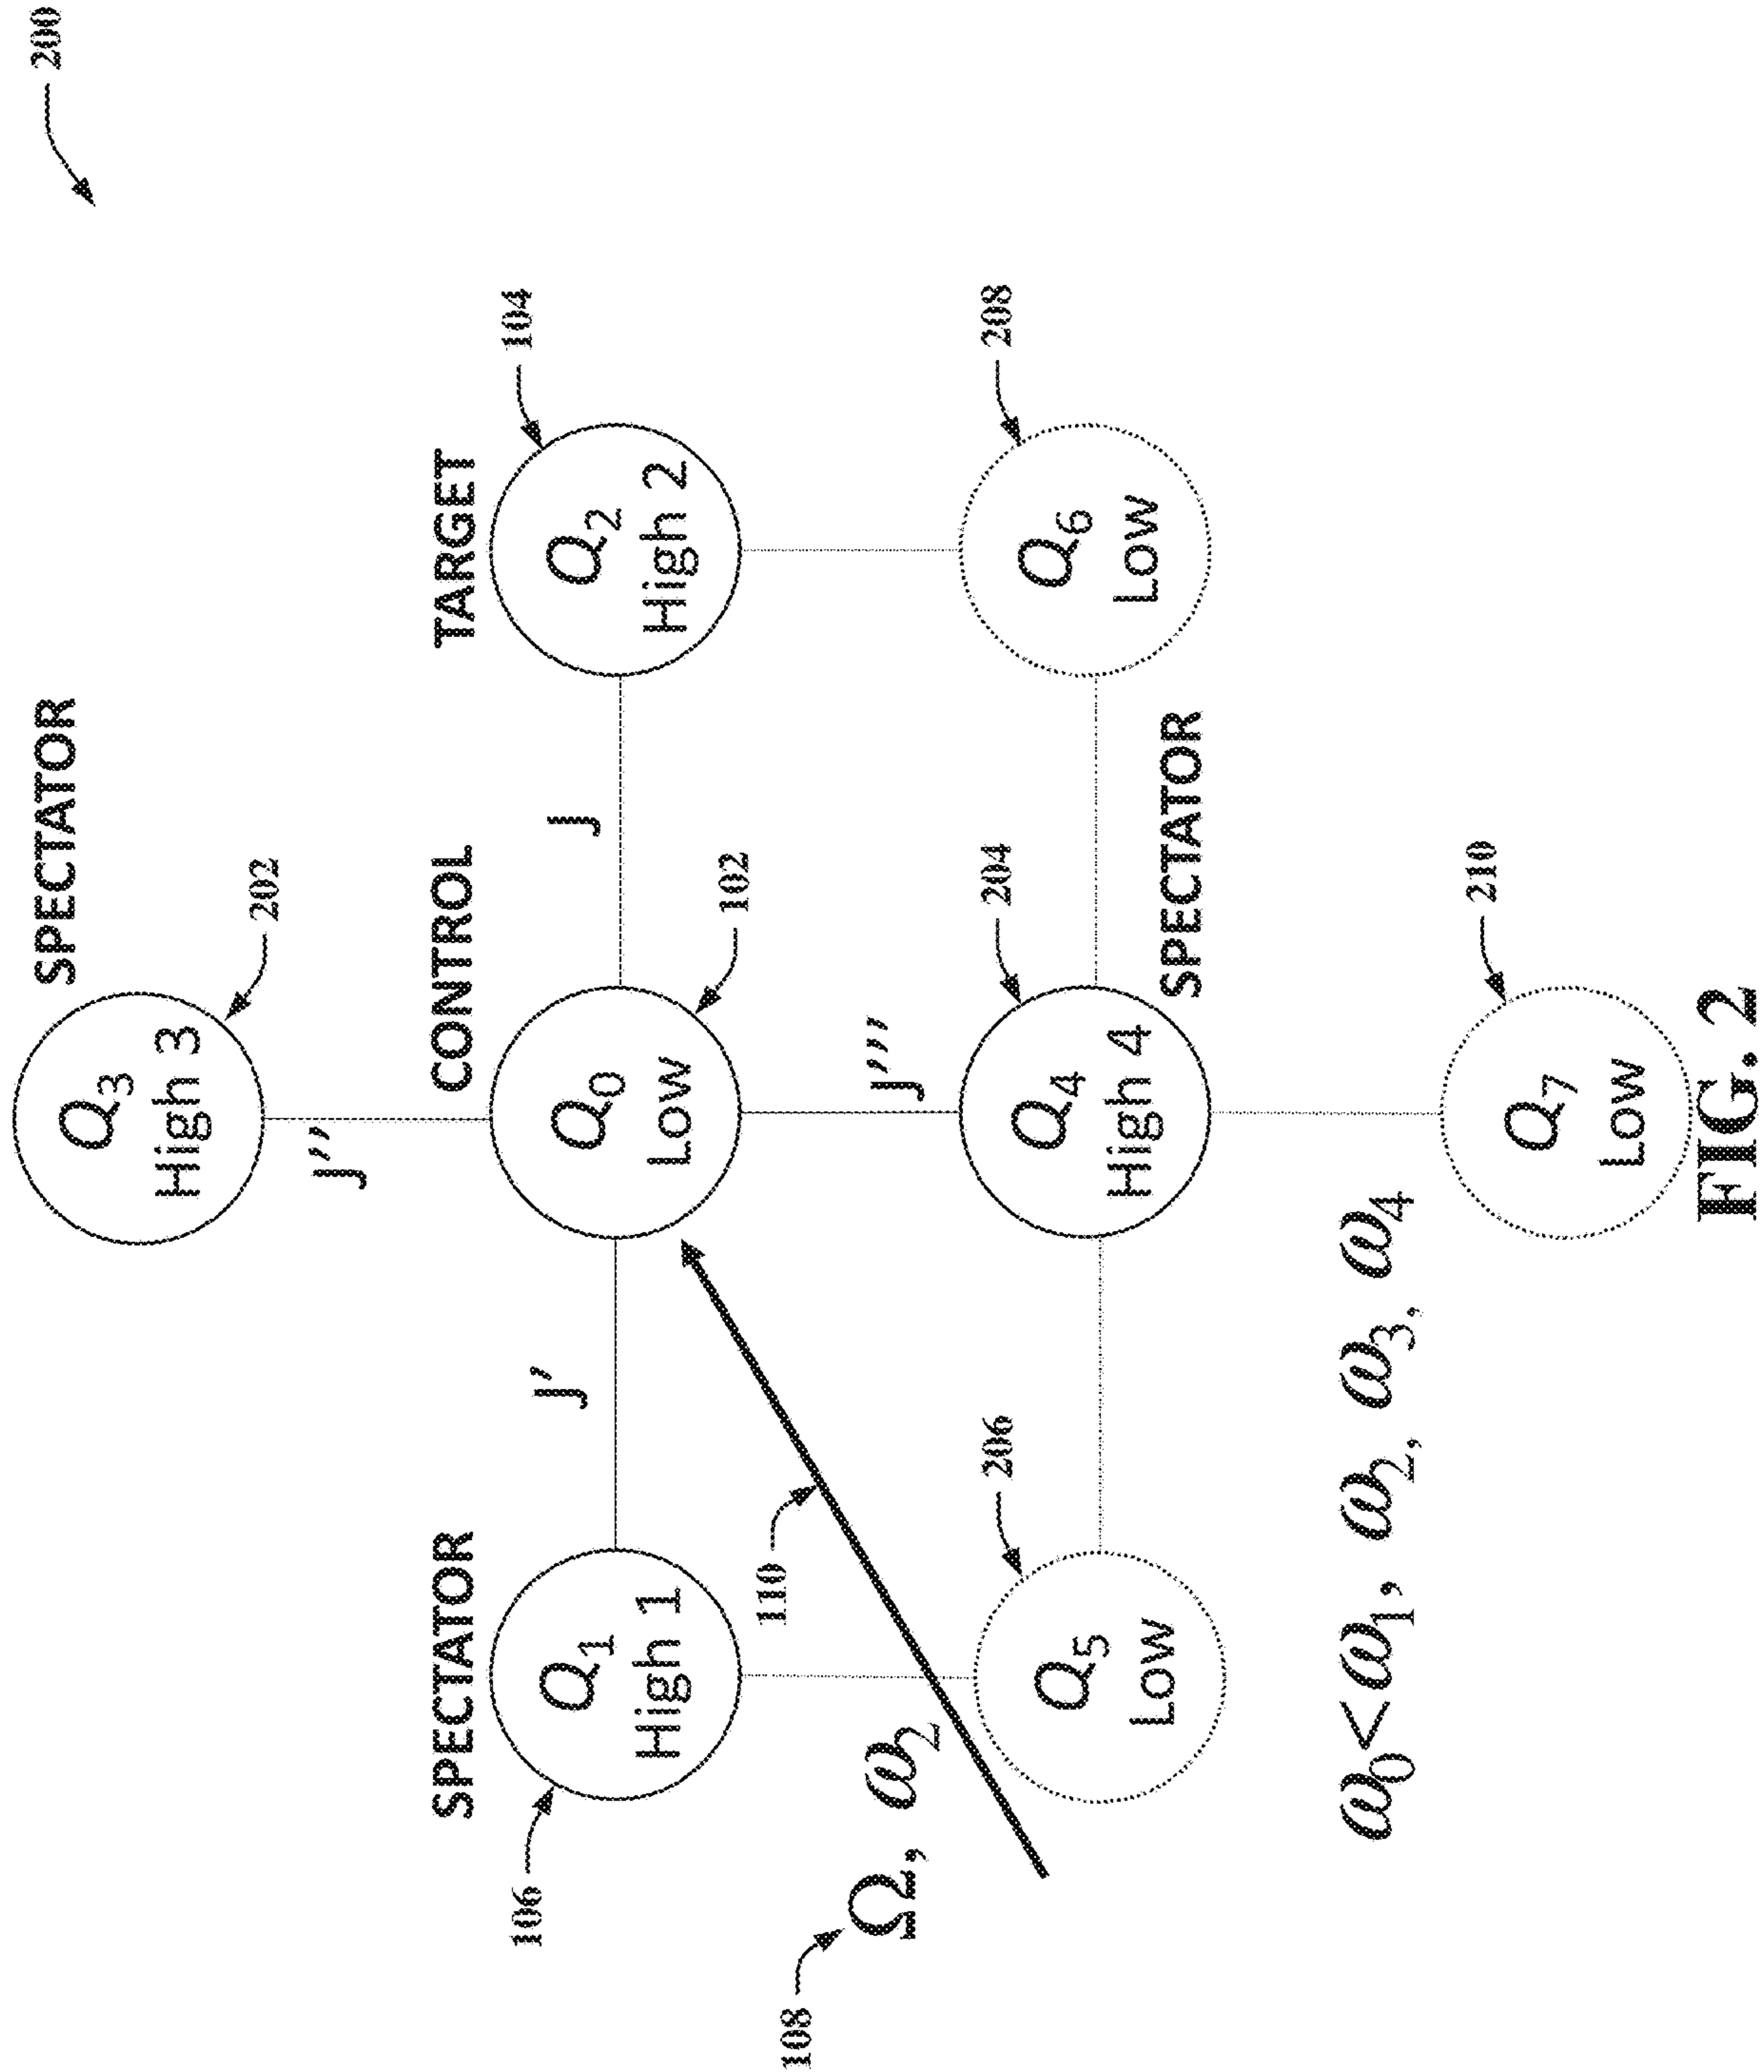 200
SPECTATOR
Q3
High 3
202
J''
SPECTATOR
CONTROL
TARGET
106
104
Q1
High 1
J'
Q0
Low
J
Q2
High 2
102
108
Ω, ω2
110
J'''
206
204
208
Q5
Low
Q4
High 4
Q6
Low
SPECTATOR
ω0<ω1, ω2, ω3, ω4
210
Q7
Low
FIG. 2